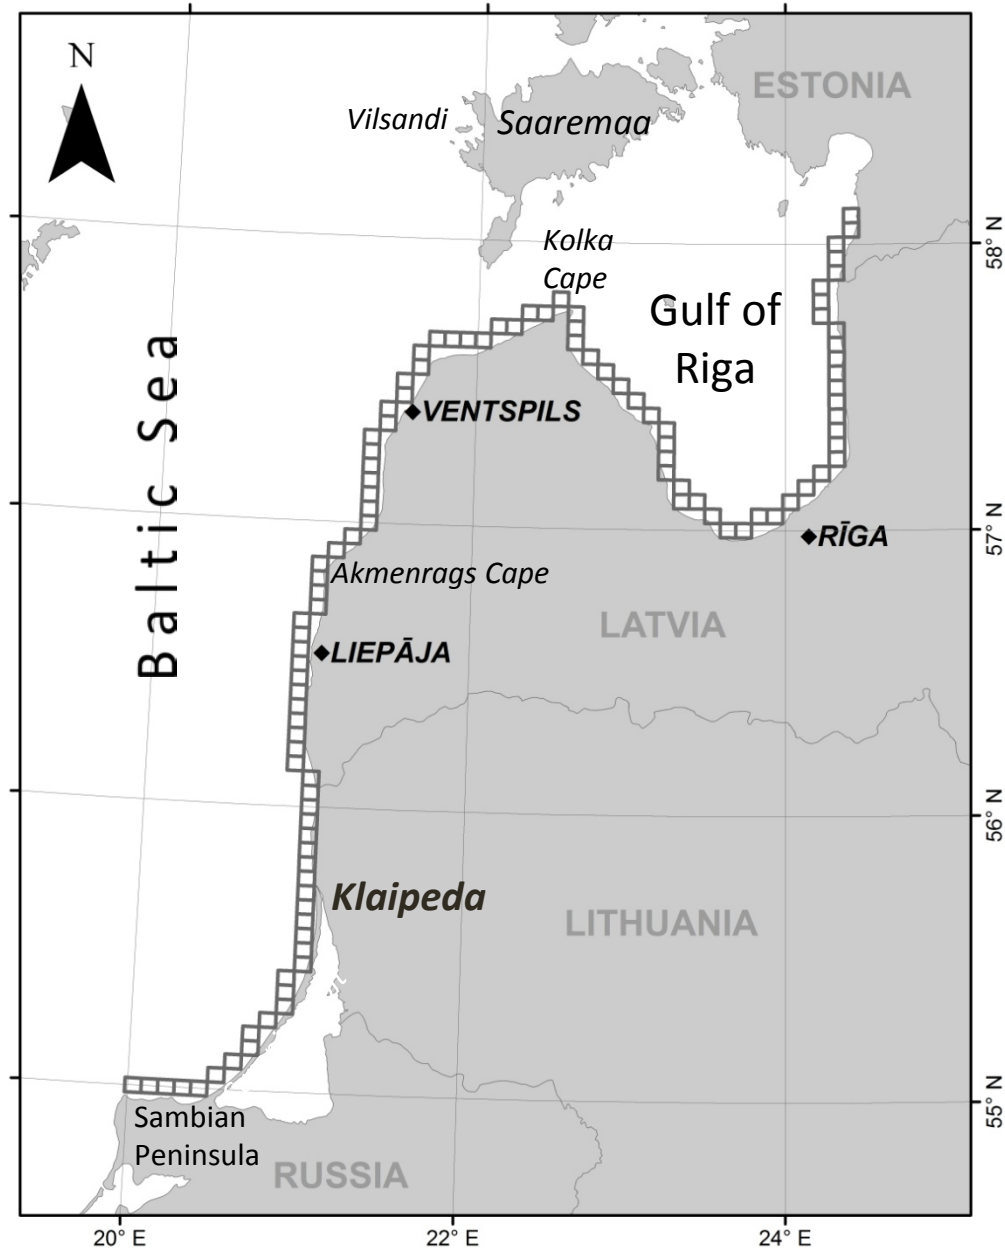 N
ESTONIA
Vilsandi
Saaremaa
Kolka
Cape
58° N
Gulf of
Riga
Baltic Sea
VENTSPILS
57° N
RĪGA
Akmenrags Cape
LATVIA
LIEPĀJA
56° N
Klaipeda
LITHUANIA
55° N
Sambian
Peninsula
RUSSIA
20° E
22° E
24° E